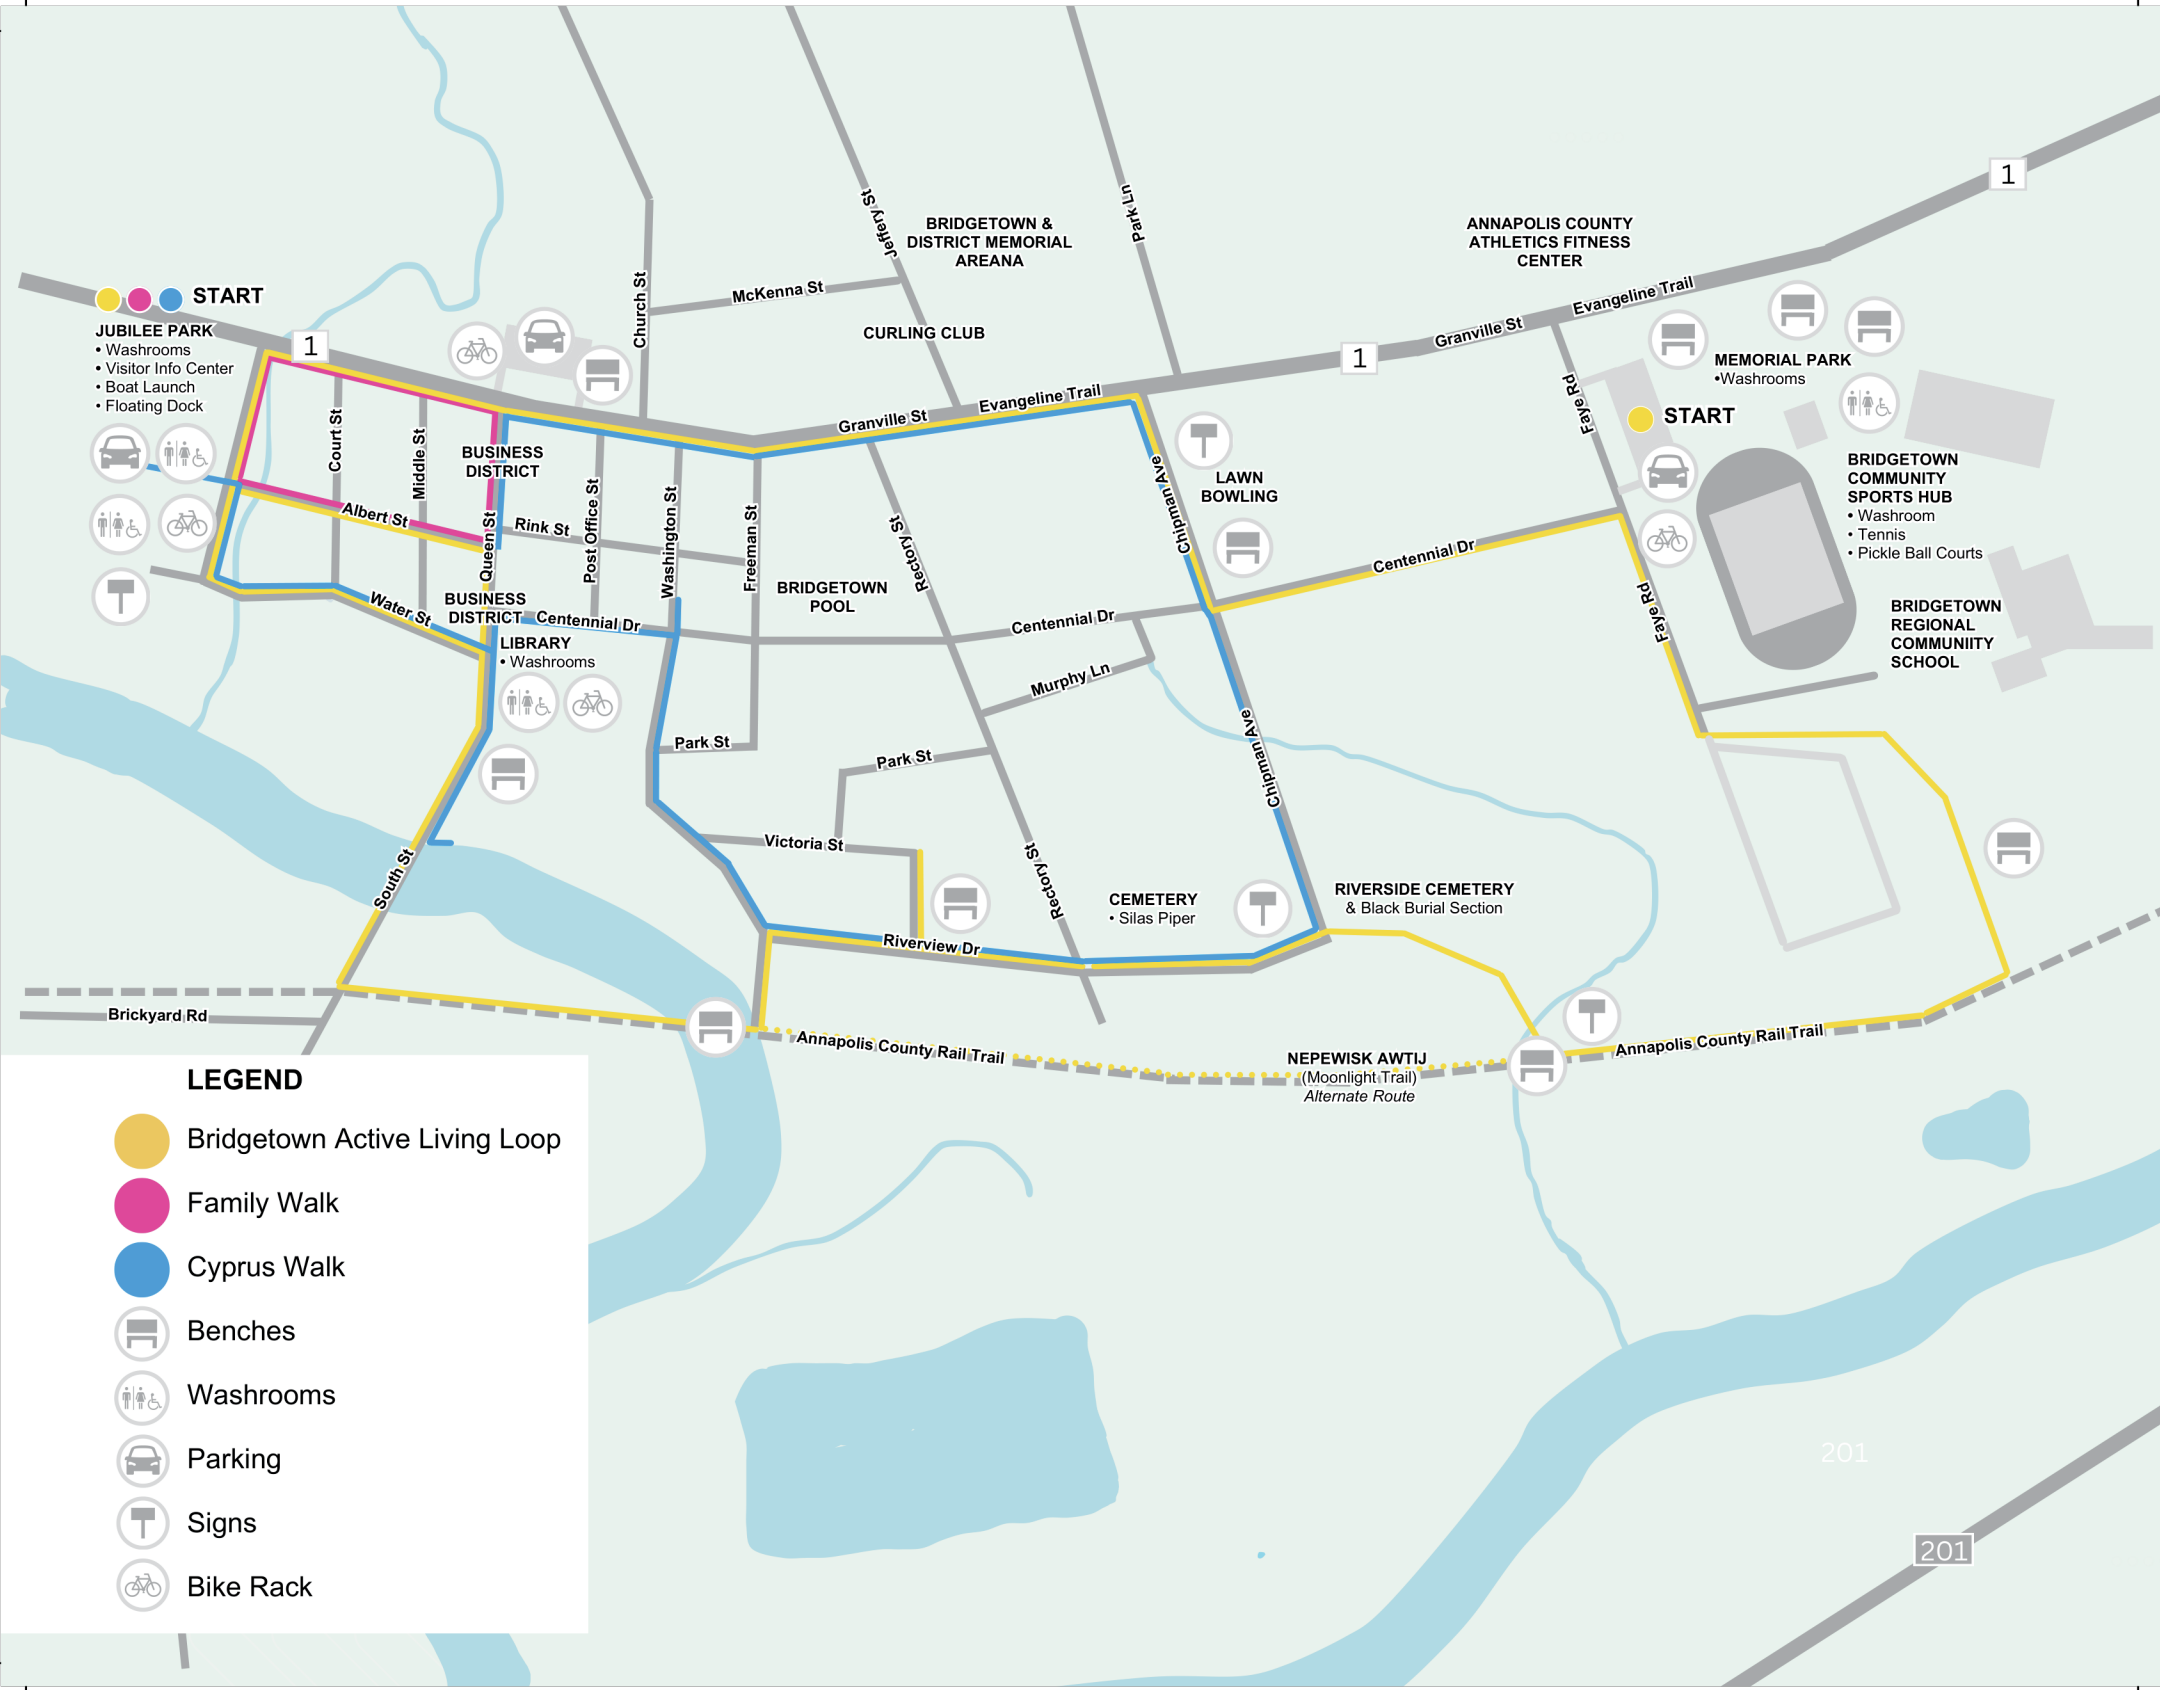 1
START
JUBILEE PARK
• Washrooms
• Visitor Info Center
• Boat Launch
• Floating Dock
1
Court St
Middle St
Albert St
BUSINESS
DISTRICT
Queen St
Rink St
Post Office St
Washington St
Freeman St
Church St
McKenna St
Jeffery St
BRIDGETOWN &
DISTRICT MEMORIAL
AREANA
CURLING CLUB
Park Ln
Granville St
Evangeline Trail
1
Granville St
Evangeline Trail
ANNAPOLIS COUNTY
ATHLETICS FITNESS
CENTER
Faye Rd
START
MEMORIAL PARK
•Washrooms
BRIDGETOWN
COMMUNITY
SPORTS HUB
• Washroom
• Tennis
• Pickle Ball Courts
BRIDGETOWN
REGIONAL
COMMUNIITY
SCHOOL
Faye Rd
Chipman Ave
LAWN
BOWLING
Centennial Dr
Rectory St
BRIDGETOWN
POOL
Centennial Dr
Murphy Ln
Water St
BUSINESS
DISTRICT
Centennial Dr
LIBRARY
• Washrooms
Park St
Park St
Chipman Ave
Victoria St
South St
Rectory St
CEMETERY
• Silas Piper
RIVERSIDE CEMETERY
& Black Burial Section
Riverview Dr
Brickyard Rd
Annapolis County Rail Trail
NEPEWISK AWTIJ
(Moonlight Trail)
Alternate Route
Annapolis County Rail Trail
LEGEND
Bridgetown Active Living Loop
Family Walk
Cyprus Walk
Benches
Washrooms
Parking
Signs
Bike Rack
201
201